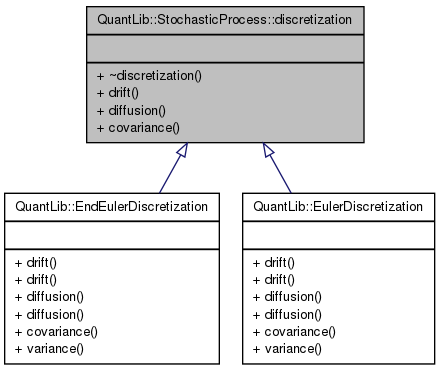 QuantLib::StochasticProcess::discretization
+ ~discretization()
+ drift()
+ diffusion()
+ covariance()
QuantLib::EndEulerDiscretization
+ drift()
+ drift()
+ diffusion()
+ diffusion()
+ covariance()
+ variance()
QuantLib::EulerDiscretization
+ drift()
+ drift()
+ diffusion()
+ diffusion()
+ covariance()
+ variance()